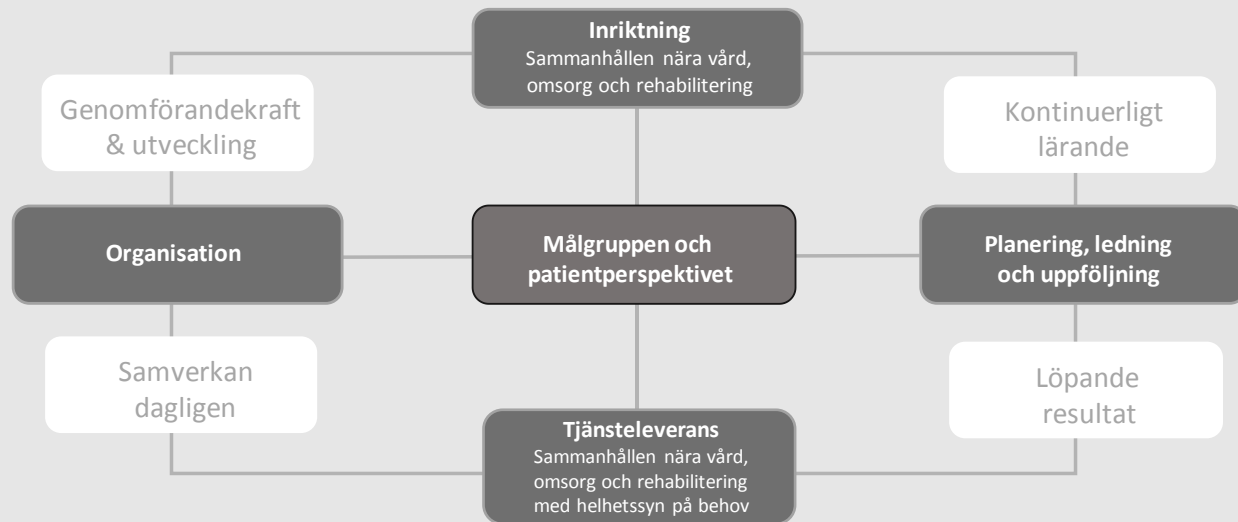 Inriktning
Sammanhållen nära vård,
omsorg och rehabilitering
Genomförandekraft
& utveckling
Kontinuerligt
lärande
Organisation
Målgruppen och
patientperspektivet
Planering, ledning
och uppföljning
Samverkan
dagligen
Löpande
resultat
Tjänsteleverans
Sammanhållen nära vård,
omsorg och rehabilitering
med helhetssyn på behov